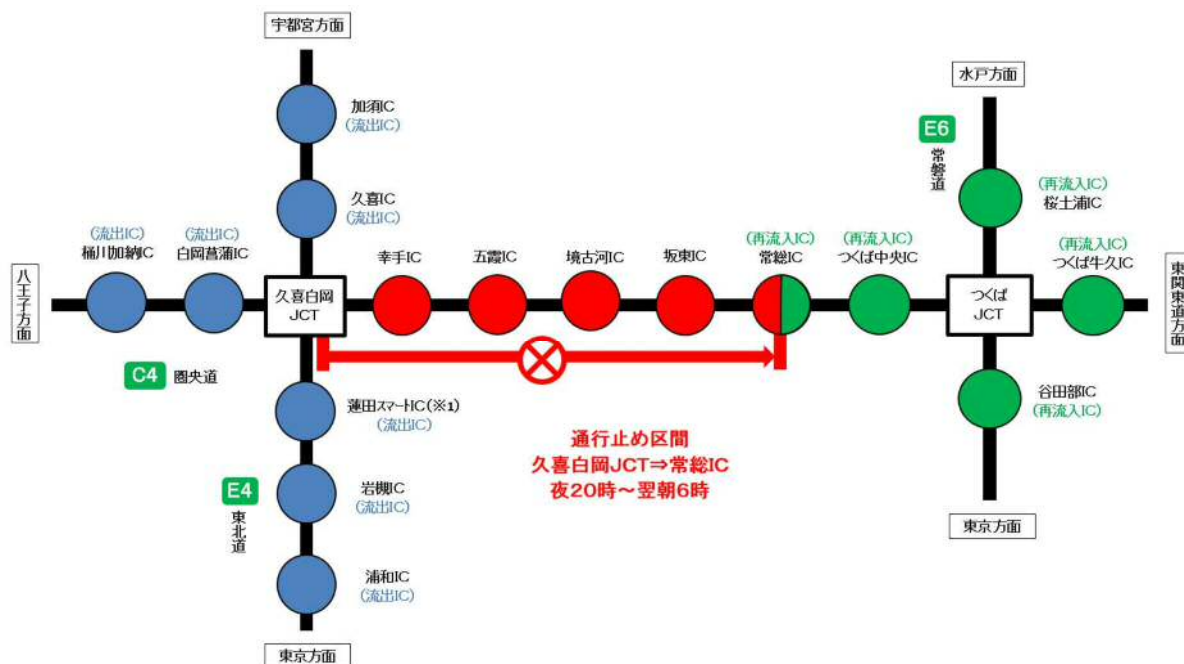 宇都宮方面
加須IC
(流出IC)
久喜IC
(流出IC)
(流出IC)
桶川加納IC
(流出IC)
白岡菖蒲IC
八王子方面
久喜白岡
JCT
幸手IC
五霞IC
境古河IC
坂東IC
(再流入IC)
常総IC
(再流入IC)
つくば中央IC
水戸方面
E6
常磐道
(再流入IC)
桜土浦IC
(再流入IC)
つくば牛久IC
つくば
JCT
東関東道方面
谷田部IC
(再流入IC)
東京方面
C4 圏央道
蓮田スマートIC(※1)
(流出IC)
通行止め区間
久喜白岡JCT⇒常総IC
夜20時～翌朝6時
E4
東北道
岩槻IC
(流出IC)
浦和IC
(流出IC)
東京方面